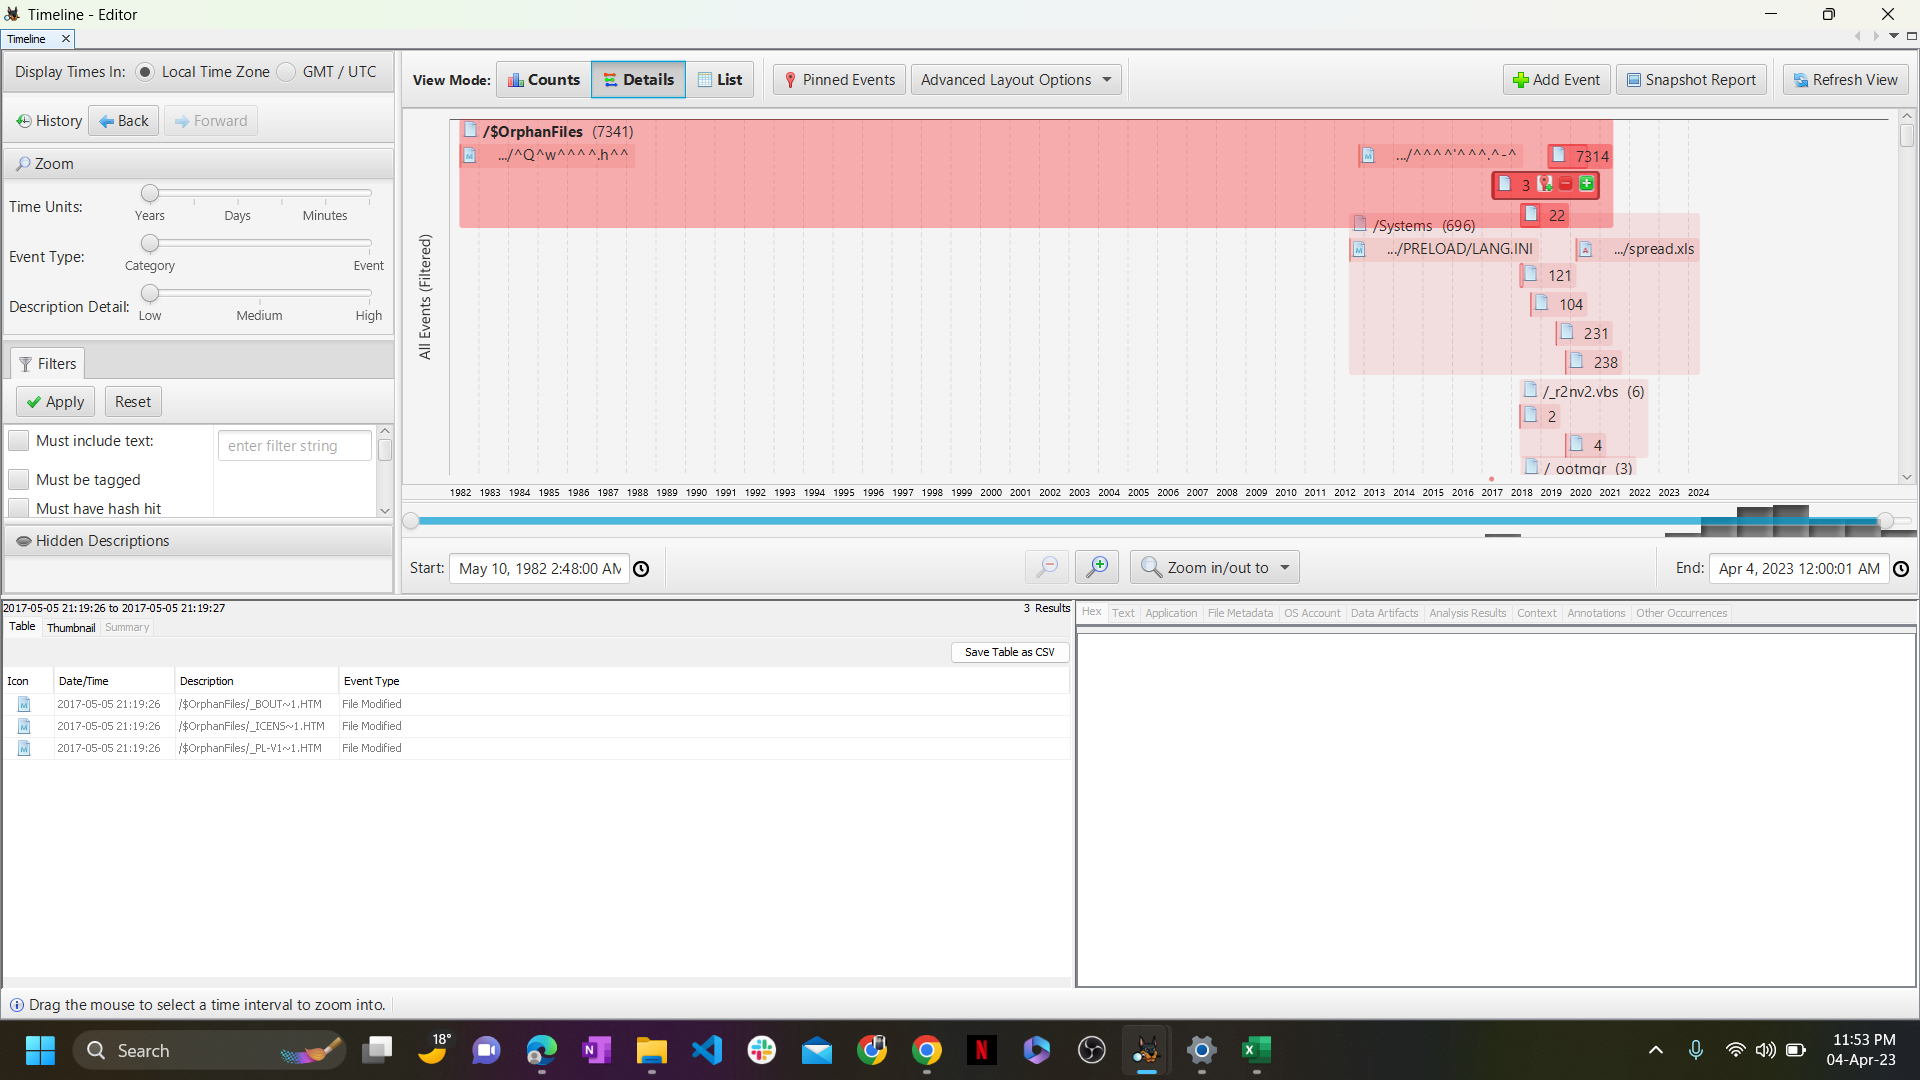 Timeline - Editor
Timeline
Display Times In: Local Time Zone GMT / UTC
History Back Forward
Zoom
Time Units:
Years Days Minutes
Event Type:
Category Event
Description Detail:
Low Medium High
Filters
Apply Reset
Must include text: enter filter string
Must be tagged
Must have hash hit
Hidden Descriptions
View Mode: Counts Details List Pinned Events Advanced Layout Options Add Event Snapshot Report Refresh View
All Events (Filtered)
/$OrphanFiles (7341)
.../^Q^w^^^^.h^^ .../^^^^'^^^.^-^ 7314
3
22
/Systems (696)
.../PRELOAD/LANG.INI .../spread.xls
121
104
231
238
/_r2nv2.vbs (6)
2
4
/_ootmgr (3)
1982 1983 1984 1985 1986 1987 1988 1989 1990 1991 1992 1993 1994 1995 1996 1997 1998 1999 2000 2001 2002 2003 2004 2005 2006 2007 2008 2009 2010 2011 2012 2013 2014 2015 2016 2017 2018 2019 2020 2021 2022 2023 2024
Start: May 10, 1982 2:48:00 AM Zoom in/out to End: Apr 4, 2023 12:00:01 AM
2017-05-05 21:19:26 to 2017-05-05 21:19:27 3 Results
Table Thumbnail Summary
Save Table as CSV
Icon Date/Time Description Event Type
M 2017-05-05 21:19:26 /$OrphanFiles/_BOUT~1.HTM File Modified
M 2017-05-05 21:19:26 /$OrphanFiles/_ICENS~1.HTM File Modified
M 2017-05-05 21:19:26 /$OrphanFiles/_PL-V1~1.HTM File Modified
Hex Text Application File Metadata OS Account Data Artifacts Analysis Results Context Annotations Other Occurrences
Drag the mouse to select a time interval to zoom into.
Search
18°
11:53 PM
04-Apr-23